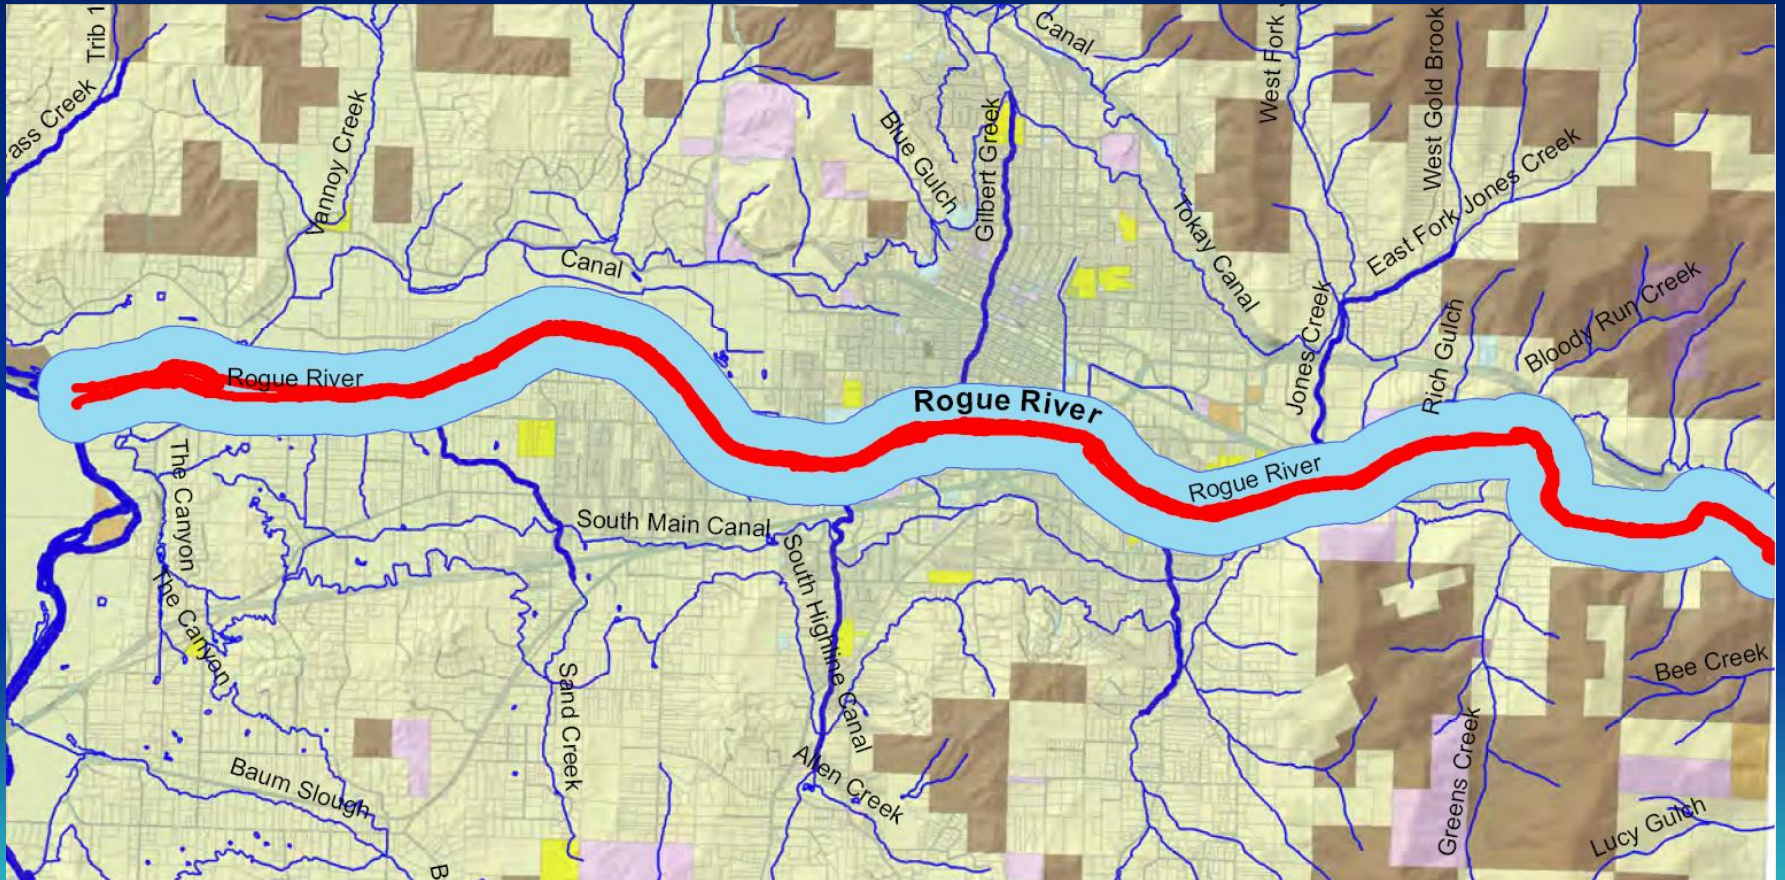 Trib 1
ass Creek
Vannoy Creek
Canal
Blue Gulch
Gilbert Greek
Canal
Tokay Canal
West Fork
West Gold Brook
East Fork Jones Creek
Jones Creek
Rich Gulch
Bloody Run Creek
Rogue River
Rogue River
Rogue River
The Canyon
The Canyon
South Main Canal
South Highline Canal
Sand Creek
Baum Slough
Allen Creek
Greens Creek
Bee Creek
Lucy Gulch
B